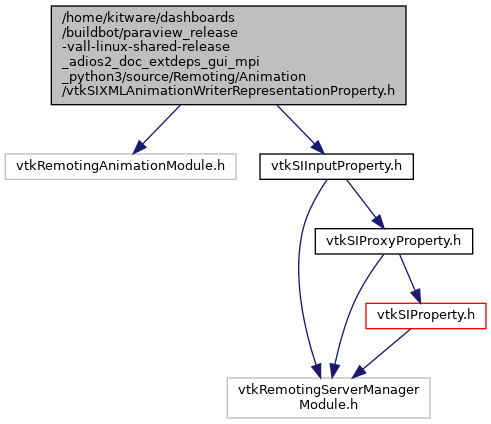 /home/kitware/dashboards
/buildbot/paraview_release
-vall-linux-shared-release
_adios2_doc_extdeps_gui_mpi
_python3/source/Remoting/Animation
/vtkSIXMLAnimationWriterRepresentationProperty.h
vtkRemotingAnimationModule.h
vtkSIInputProperty.h
vtkSIProxyProperty.h
vtkSIProperty.h
vtkRemotingServerManager
Module.h